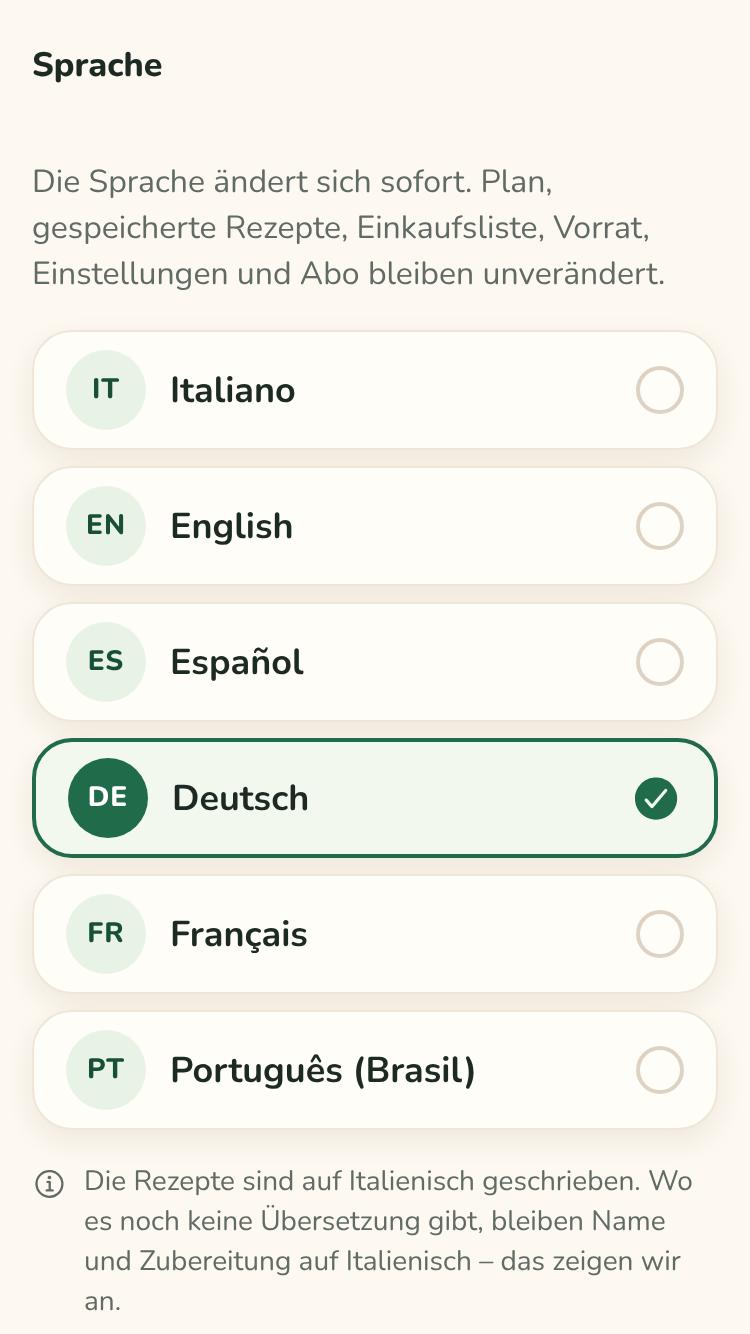 Sprache
Die Sprache ändert sich sofort. Plan,
gespeicherte Rezepte, Einkaufsliste, Vorrat,
Einstellungen und Abo bleiben unverändert.
IT Italiano
EN English
ES Español
DE Deutsch
FR Français
PT Português (Brasil)
Die Rezepte sind auf Italienisch geschrieben. Wo
es noch keine Übersetzung gibt, bleiben Name
und Zubereitung auf Italienisch – das zeigen wir
an.